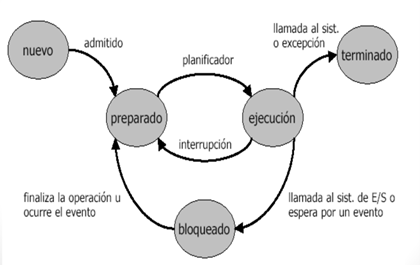 nuevo
admitido
preparado
planificador
interrupción
ejecución
llamada al sist.
o excepción
terminado
finaliza la operación u
ocurre el evento
bloqueado
llamada al sist. de E/S o
espera por un evento